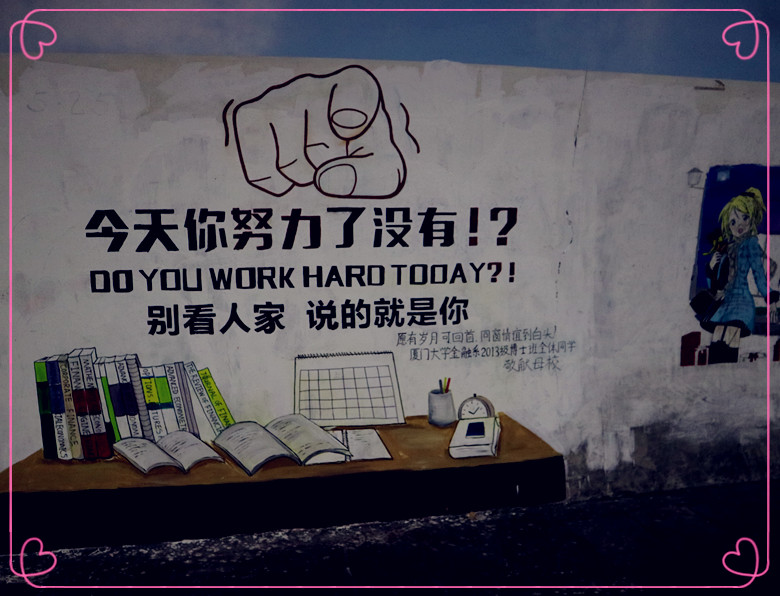 今天你努力了没有!?
DO YOU WORK HARD TODAY?!
别看人家 说的就是你
愿有岁月可回首,同窗情谊到白头!
厦门大学金融系2013级博士班全体同学
敬献母校